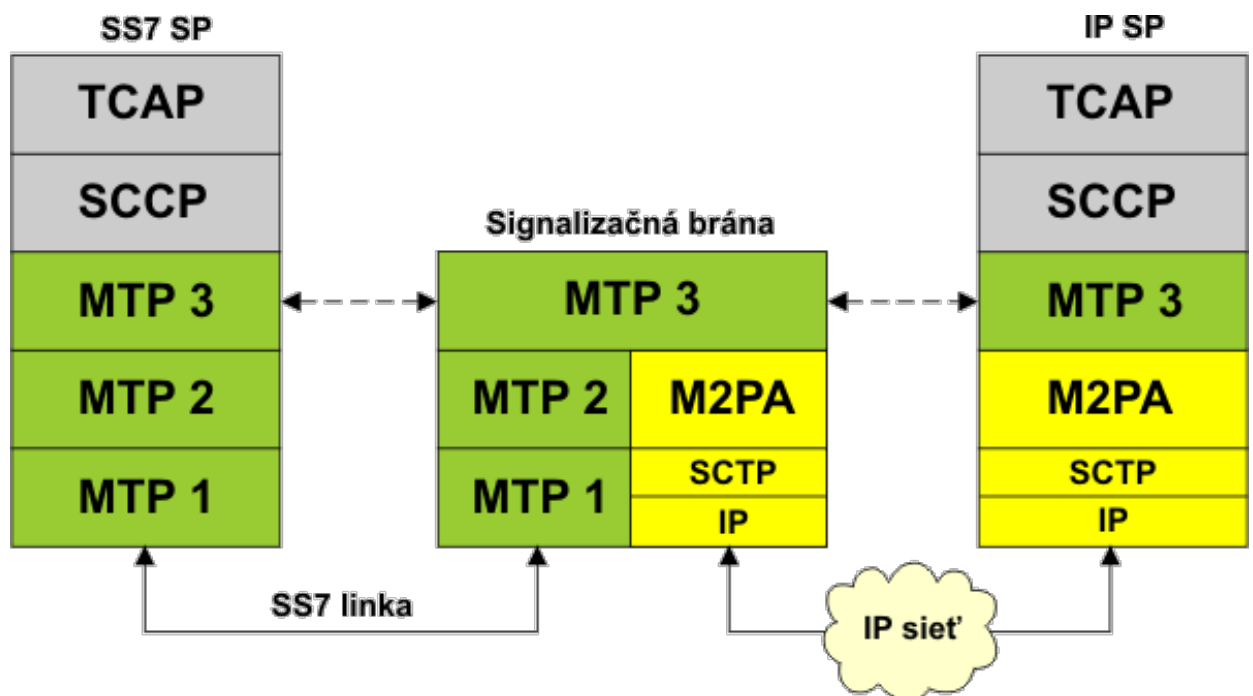 SS7 SP
IP SP
TCAP
SCCP
MTP 3
MTP 2
MTP 1
Signalizačná brána
MTP 3
MTP 2
M2PA
MTP 1
SCTP
IP
TCAP
SCCP
MTP 3
M2PA
SCTP
IP
SS7 linka
IP sieť